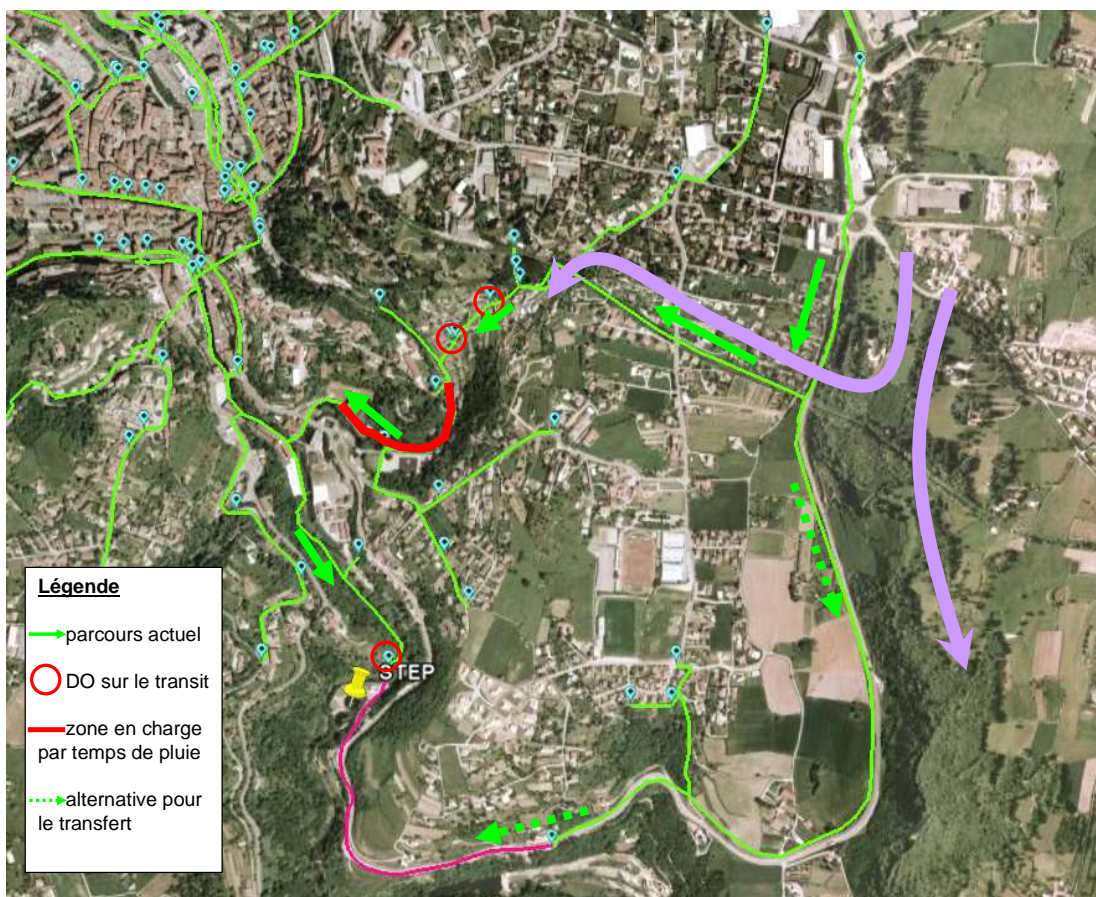 STEP
Légende
parcours actuel
DO sur le transit
zone en charge
par temps de pluie
alternative pour
le transfert